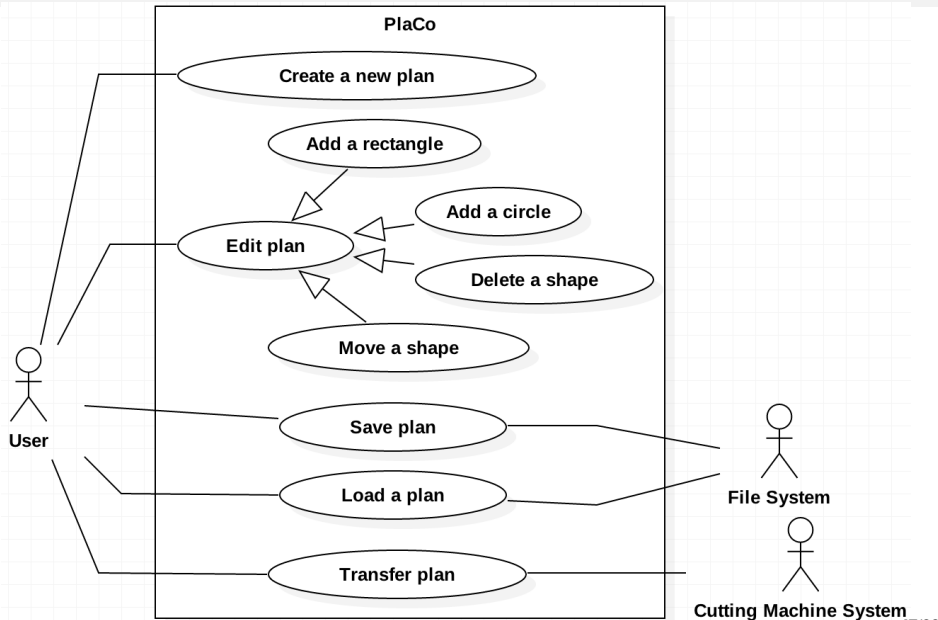 PlaCo
Create a new plan
Add a rectangle
Add a circle
Edit plan
Delete a shape
Move a shape
Save plan
User
Load a plan
File System
Transfer plan
Cutting Machine System